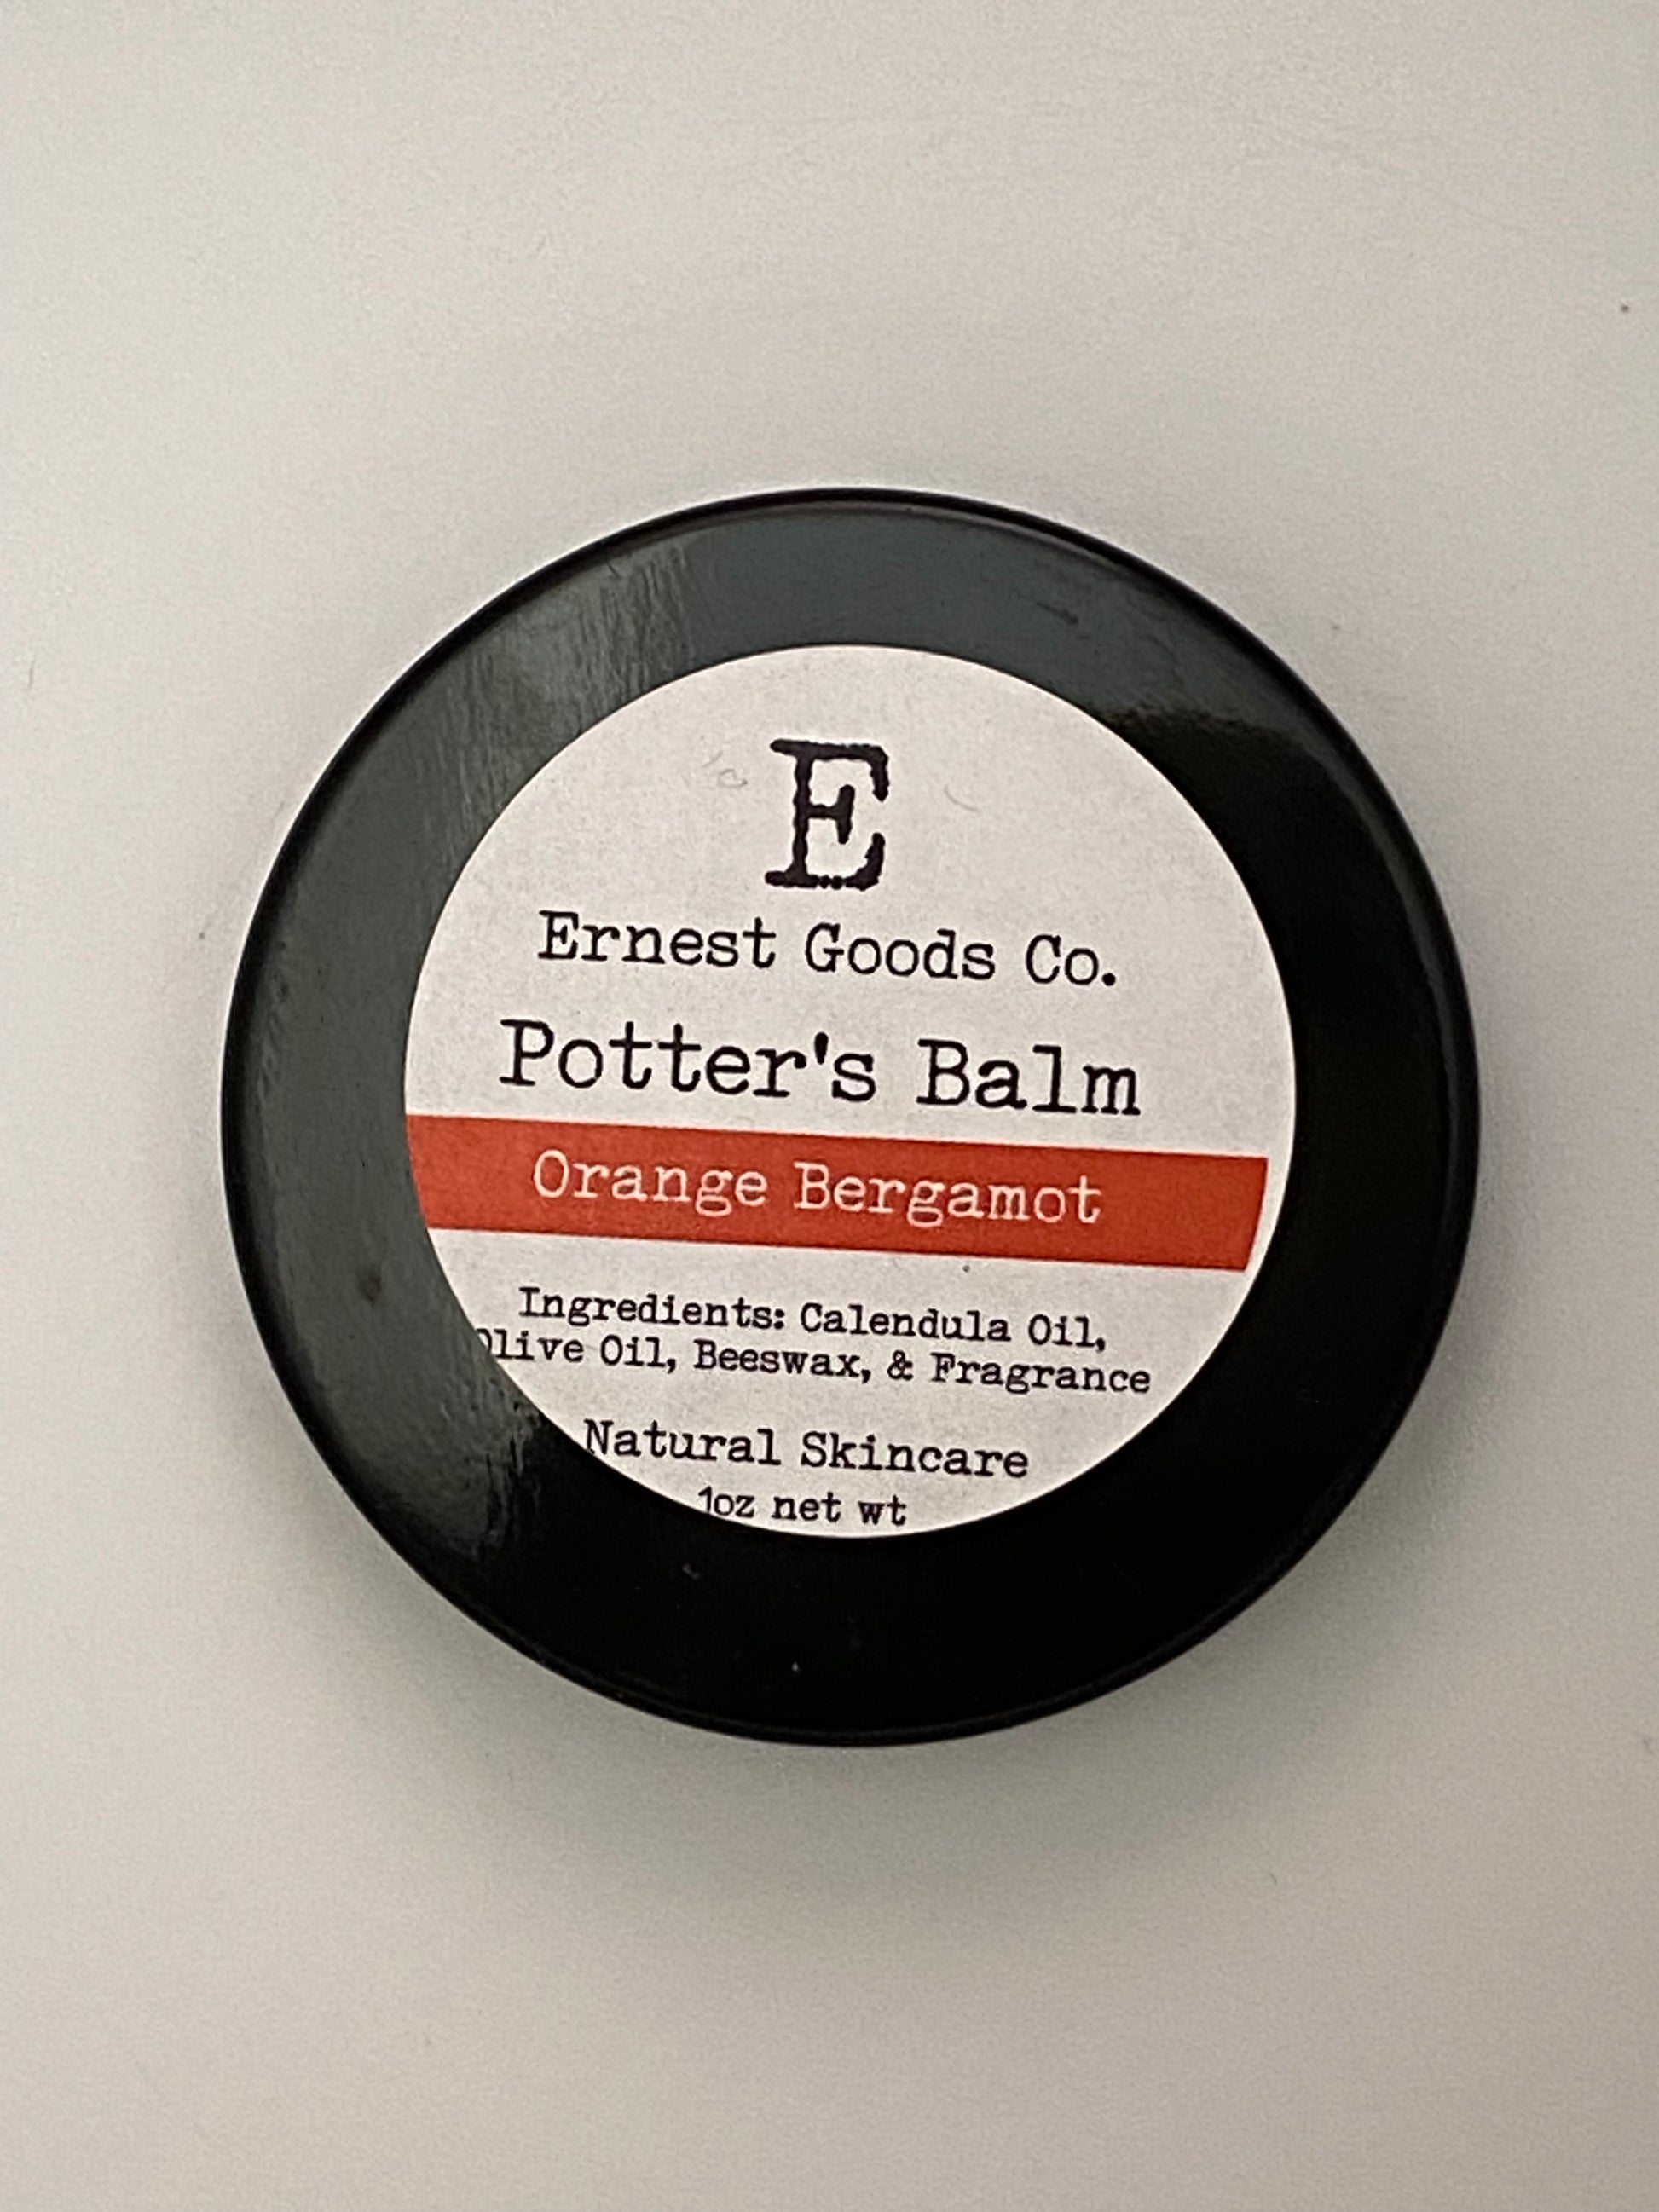 E
Ernest Goods Co.
Potter's Balm
Orange Bergamot
Ingredients: Calendula Oil,
Olive Oil, Beeswax, & Fragrance
Natural Skincare
1oz net wt